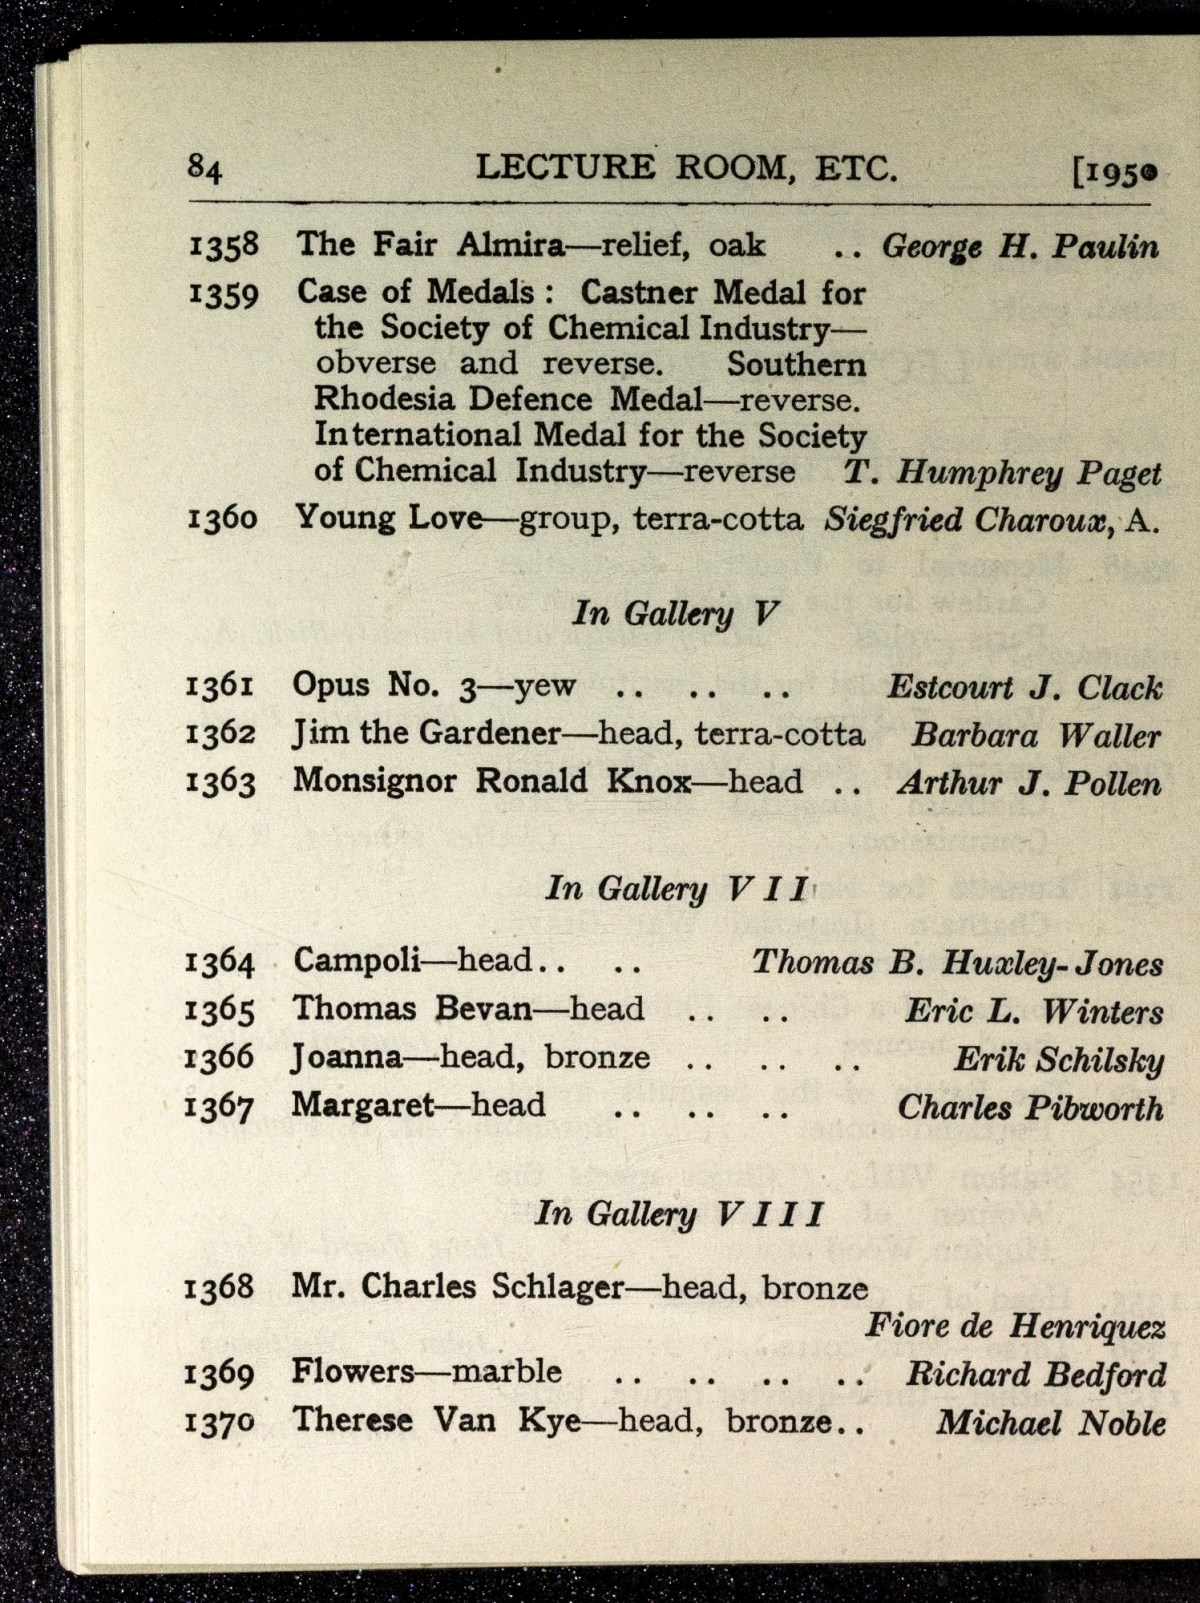 84 LECTURE ROOM, ETC. [1950
1358 The Fair Almira—relief, oak .. George H. Paulin
1359 Case of Medals: Castner Medal for
the Society of Chemical Industry—
obverse and reverse. Southern
Rhodesia Defence Medal—reverse.
International Medal for the Society
of Chemical Industry—reverse T. Humphrey Paget
1360 Young Love—group, terra-cotta Siegfried Charoux, A.
In Gallery V
1361 Opus No. 3—yew .. .. .. Estcourt J. Clack
1362 Jim the Gardener—head, terra-cotta Barbara Waller
1363 Monsignor Ronald Knox—head .. Arthur J. Pollen
In Gallery VII
1364 Campoli—head.. .. Thomas B. Huxley-Jones
1365 Thomas Bevan—head .. .. Eric L. Winters
1366 Joanna—head, bronze .. .. .. Erik Schilsky
1367 Margaret—head .. .. .. Charles Pibworth
In Gallery VIII
1368 Mr. Charles Schlager—head, bronze
Fiore de Henriquez
1369 Flowers—marble .. .. .. .. Richard Bedford
1370 Therese Van Kye—head, bronze.. Michael Noble